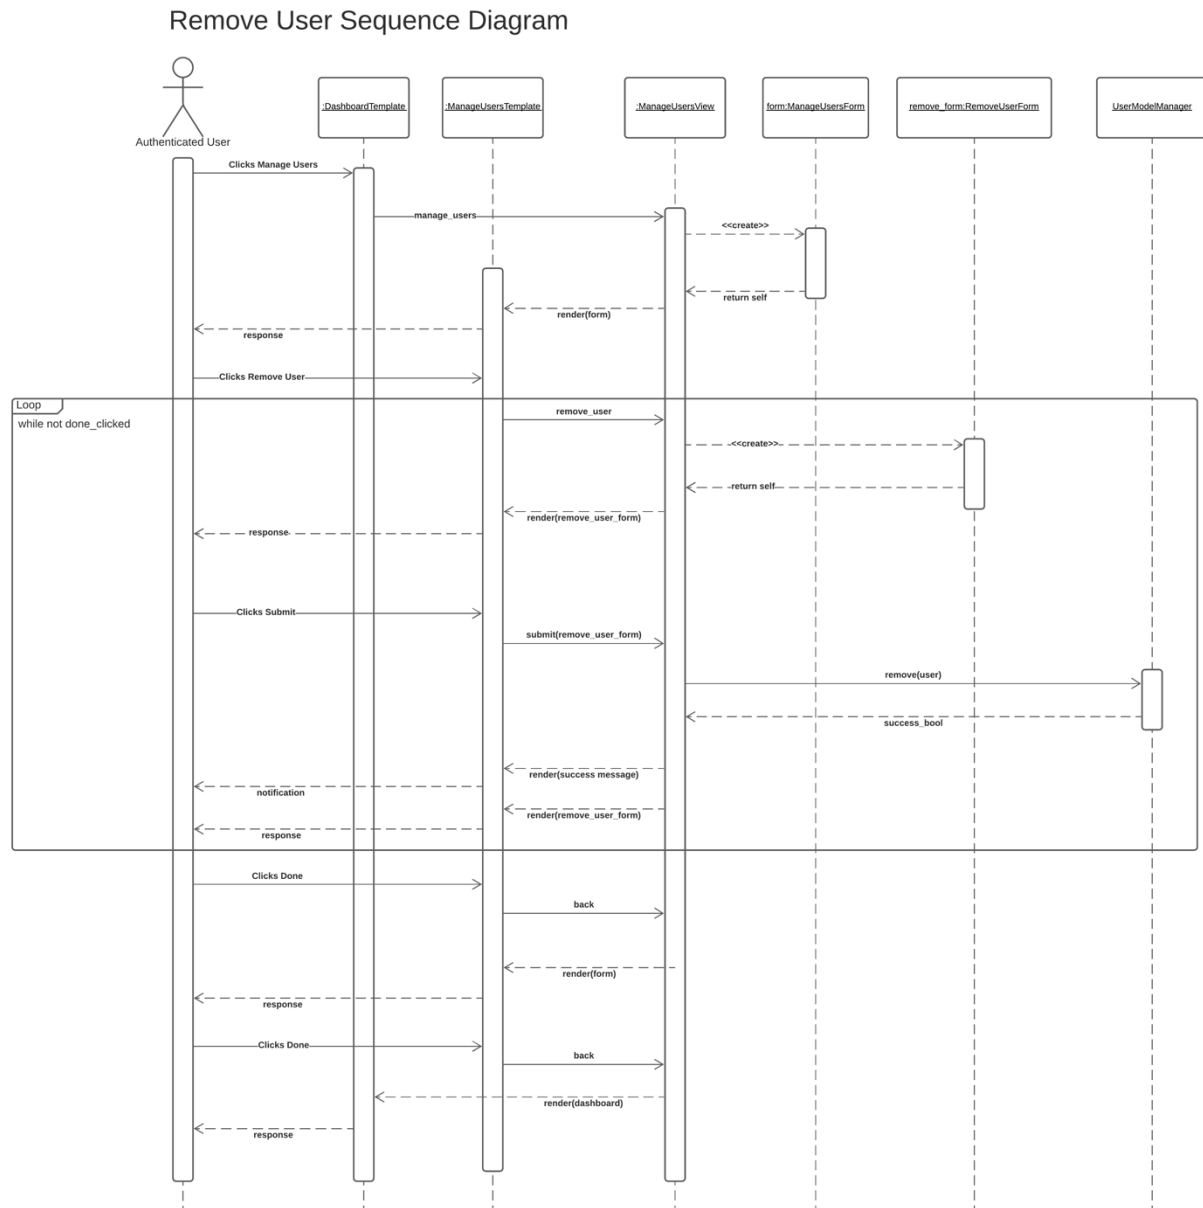 Remove User Sequence Diagram
:DashboardTemplate
:ManageUsersTemplate
:ManageUsersView
form:ManageUsersForm
remove_form:RemoveUserForm
UserModelManager
Authenticated User
Clicks Manage Users
manage_users
<<create>>
return self
render(form)
response
Clicks Remove User
Loop
while not done_clicked
remove_user
<<create>>
return self
render(remove_user_form)
response
Clicks Submit
submit(remove_user_form)
remove(user)
success_bool
render(success message)
notification
render(remove_user_form)
response
Clicks Done
back
render(form)
response
Clicks Done
back
render(dashboard)
response